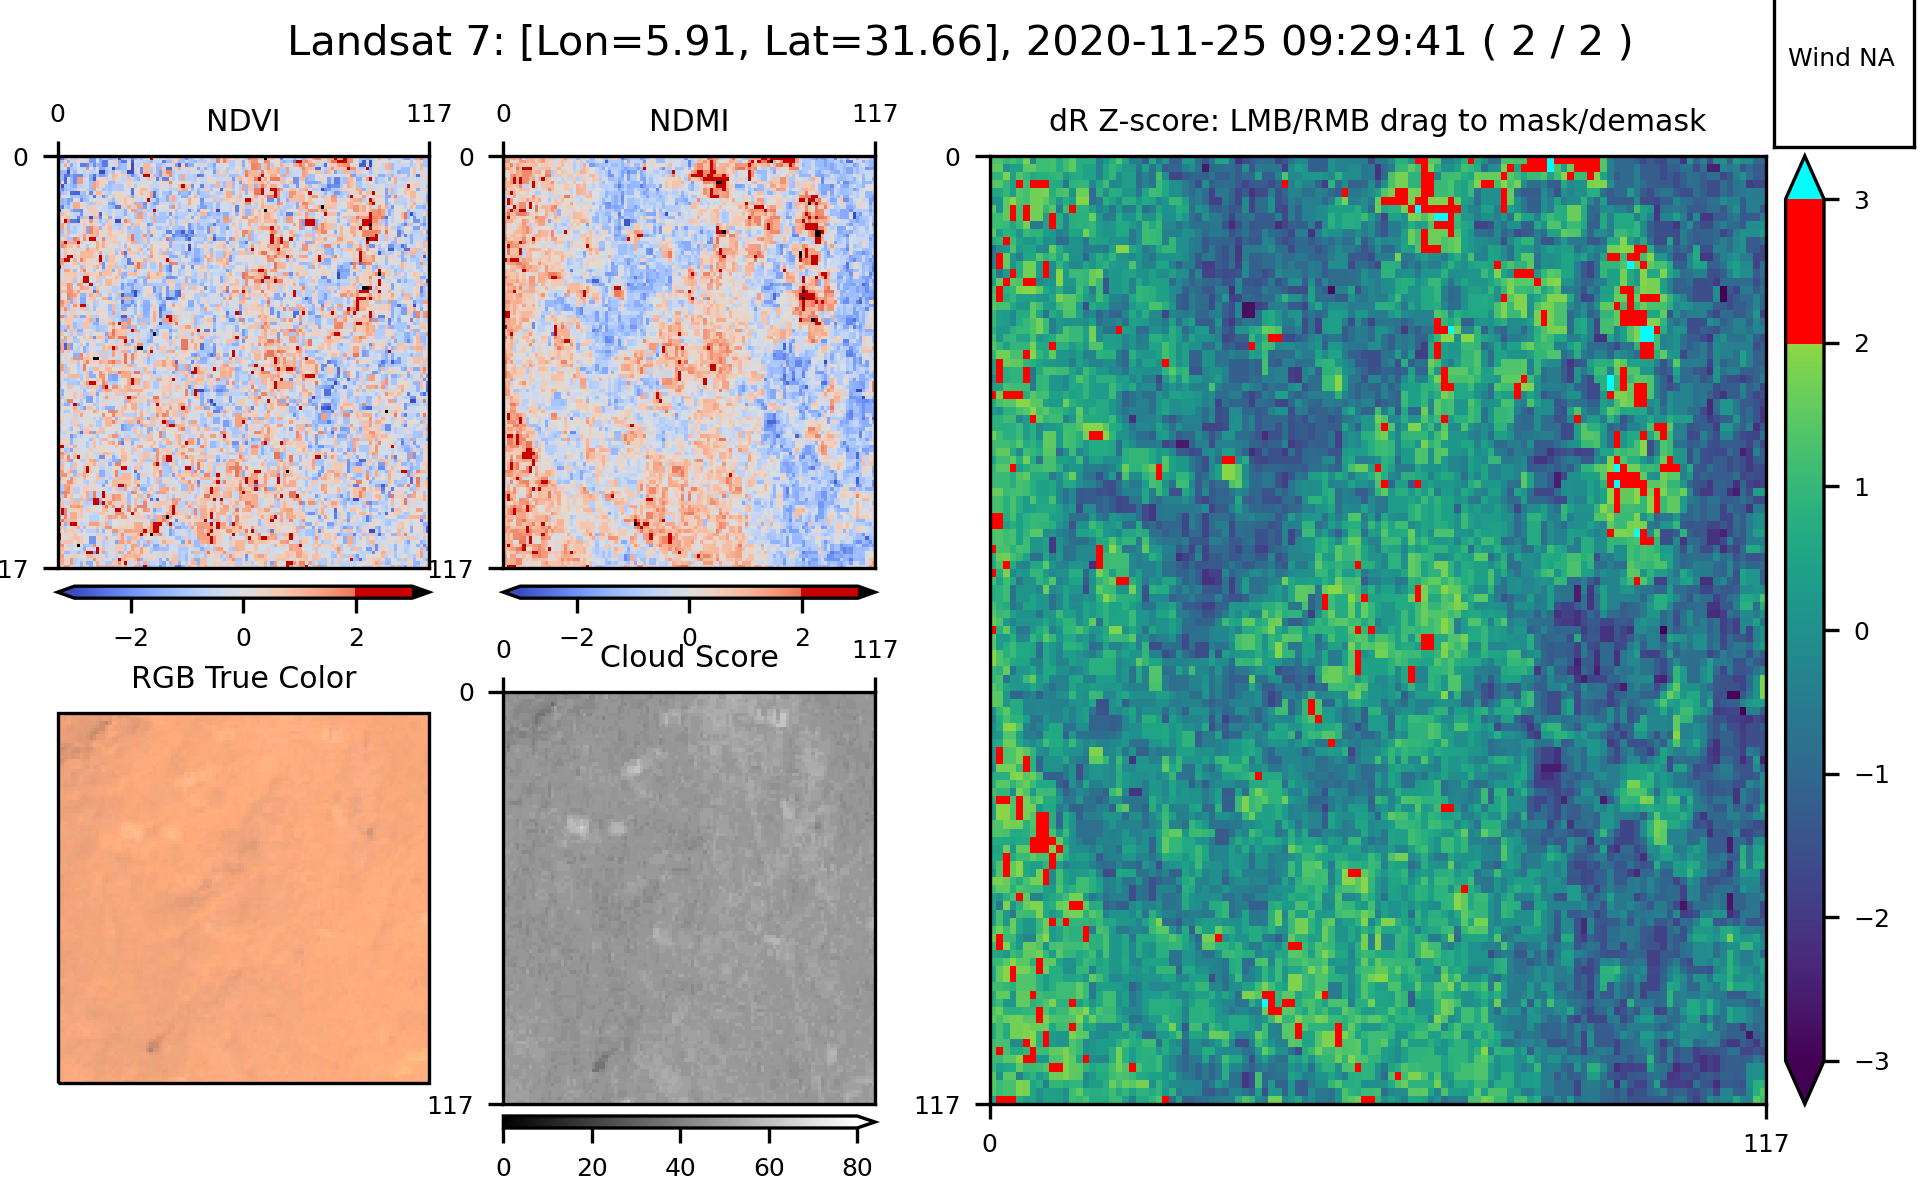 Landsat 7: [Lon=5.91, Lat=31.66], 2020-11-25 09:29:41 ( 2 / 2 )
Wind NA
0 NDVI 117
0
17
−2 0 2
0 NDMI 117
0
117
−2 0 2
dR Z-score: LMB/RMB drag to mask/demask
0
117
0 117
3
2
1
0
−1
−2
−3
RGB True Color
0 Cloud Score 117
0
117
0 20 40 60 80